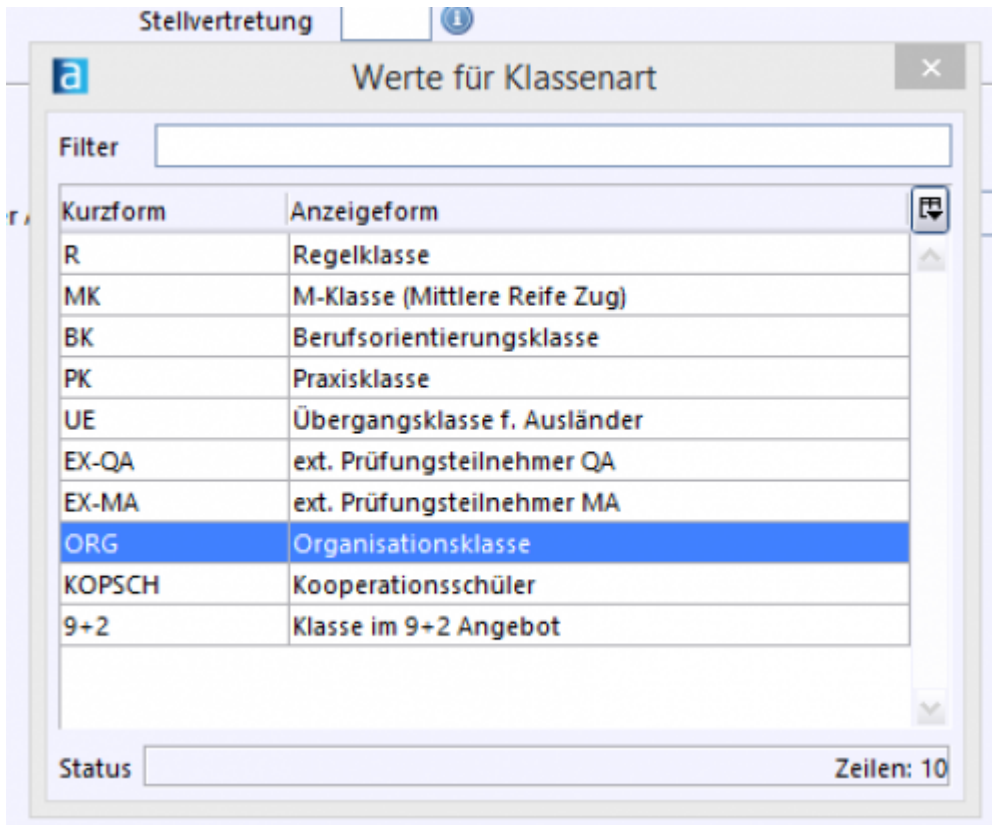 Stellvertretung
a Werte für Klassenart
Filter
Kurzform Anzeigeform
R Regelklasse
MK M-Klasse (Mittlere Reife Zug)
BK Berufsorientierungsklasse
PK Praxisklasse
UE Übergangsklasse f. Ausländer
EX-QA ext. Prüfungsteilnehmer QA
EX-MA ext. Prüfungsteilnehmer MA
ORG Organisationsklasse
KOPSCH Kooperationsschüler
9+2 Klasse im 9+2 Angebot
Status Zeilen: 10